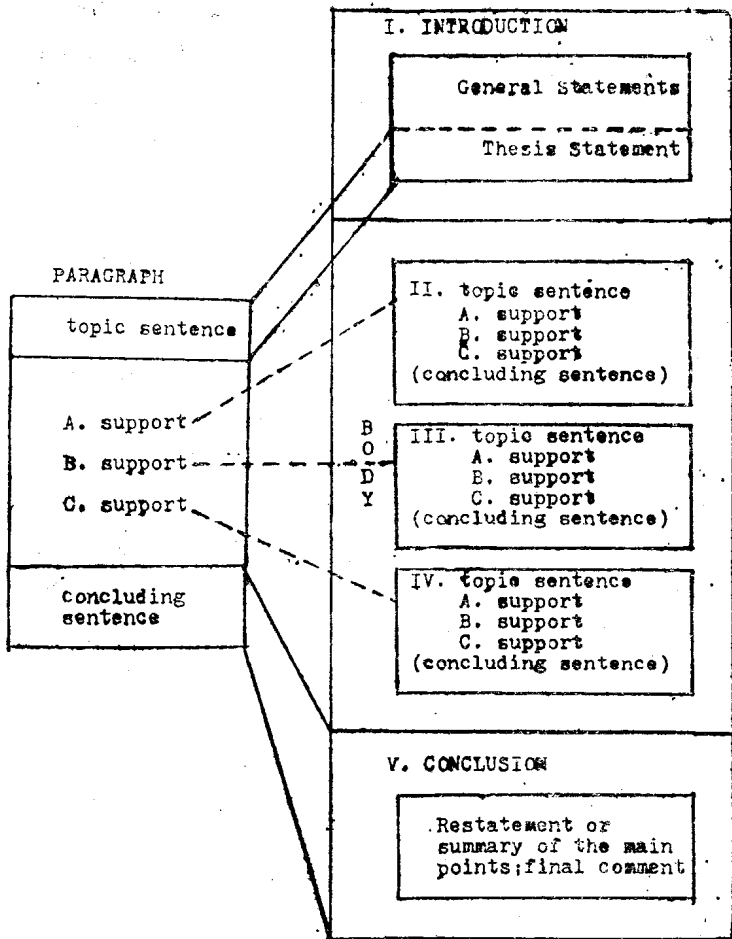 I. INTRODUCTION
General Statements
Thesis Statement
PARAGRAPH
topic sentence
A. support
B. support
C. support
concluding
sentence
BODY
II. topic sentence
A. support
B. support
C. support
(concluding sentence)
III. topic sentence
A. support
B. support
C. support
(concluding sentence)
IV. topic sentence
A. support
B. support
C. support
(concluding sentence)
V. CONCLUSION
Restatement or
summary of the main
points;final comment